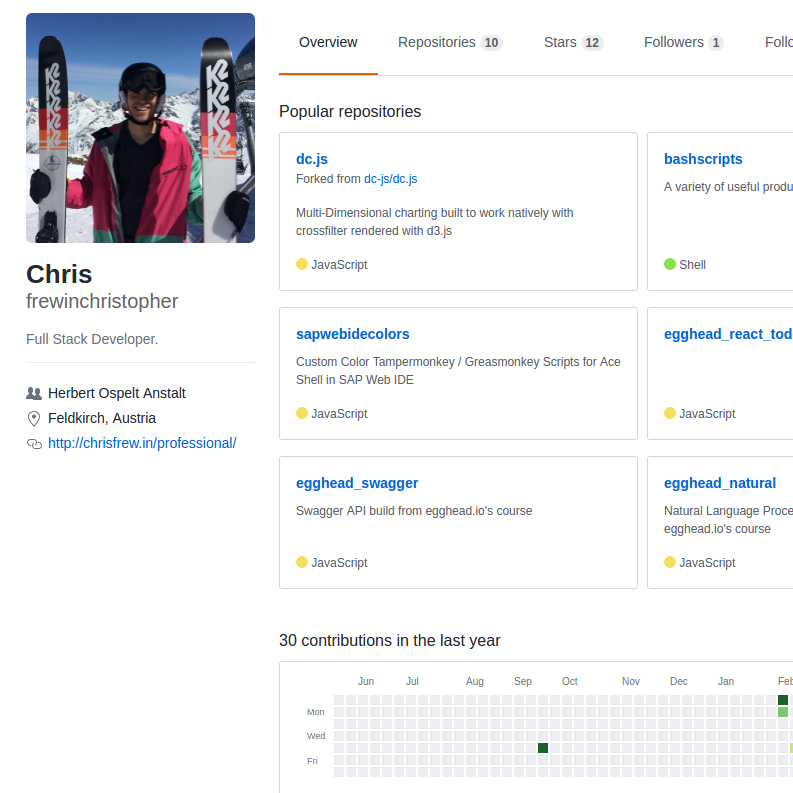 Overview Repositories 10 Stars 12 Followers 1 Follo
K2 K2
Chris
frewinchristopher
Full Stack Developer.
Herbert Ospelt Anstalt
Feldkirch, Austria
http://chrisfrew.in/professional/
Popular repositories
dc.js
Forked from dc-js/dc.js
Multi-Dimensional charting built to work natively with
crossfilter rendered with d3.js
JavaScript
bashscripts
A variety of useful produ
Shell
sapwebidecolors
Custom Color Tampermonkey / Greasmonkey Scripts for Ace
Shell in SAP Web IDE
JavaScript
egghead_react_tod
JavaScript
egghead_swagger
Swagger API build from egghead.io's course
JavaScript
egghead_natural
Natural Language Proce
egghead.io's course
JavaScript
30 contributions in the last year
Jun Jul Aug Sep Oct Nov Dec Jan Feb
Mon
Wed
Fri